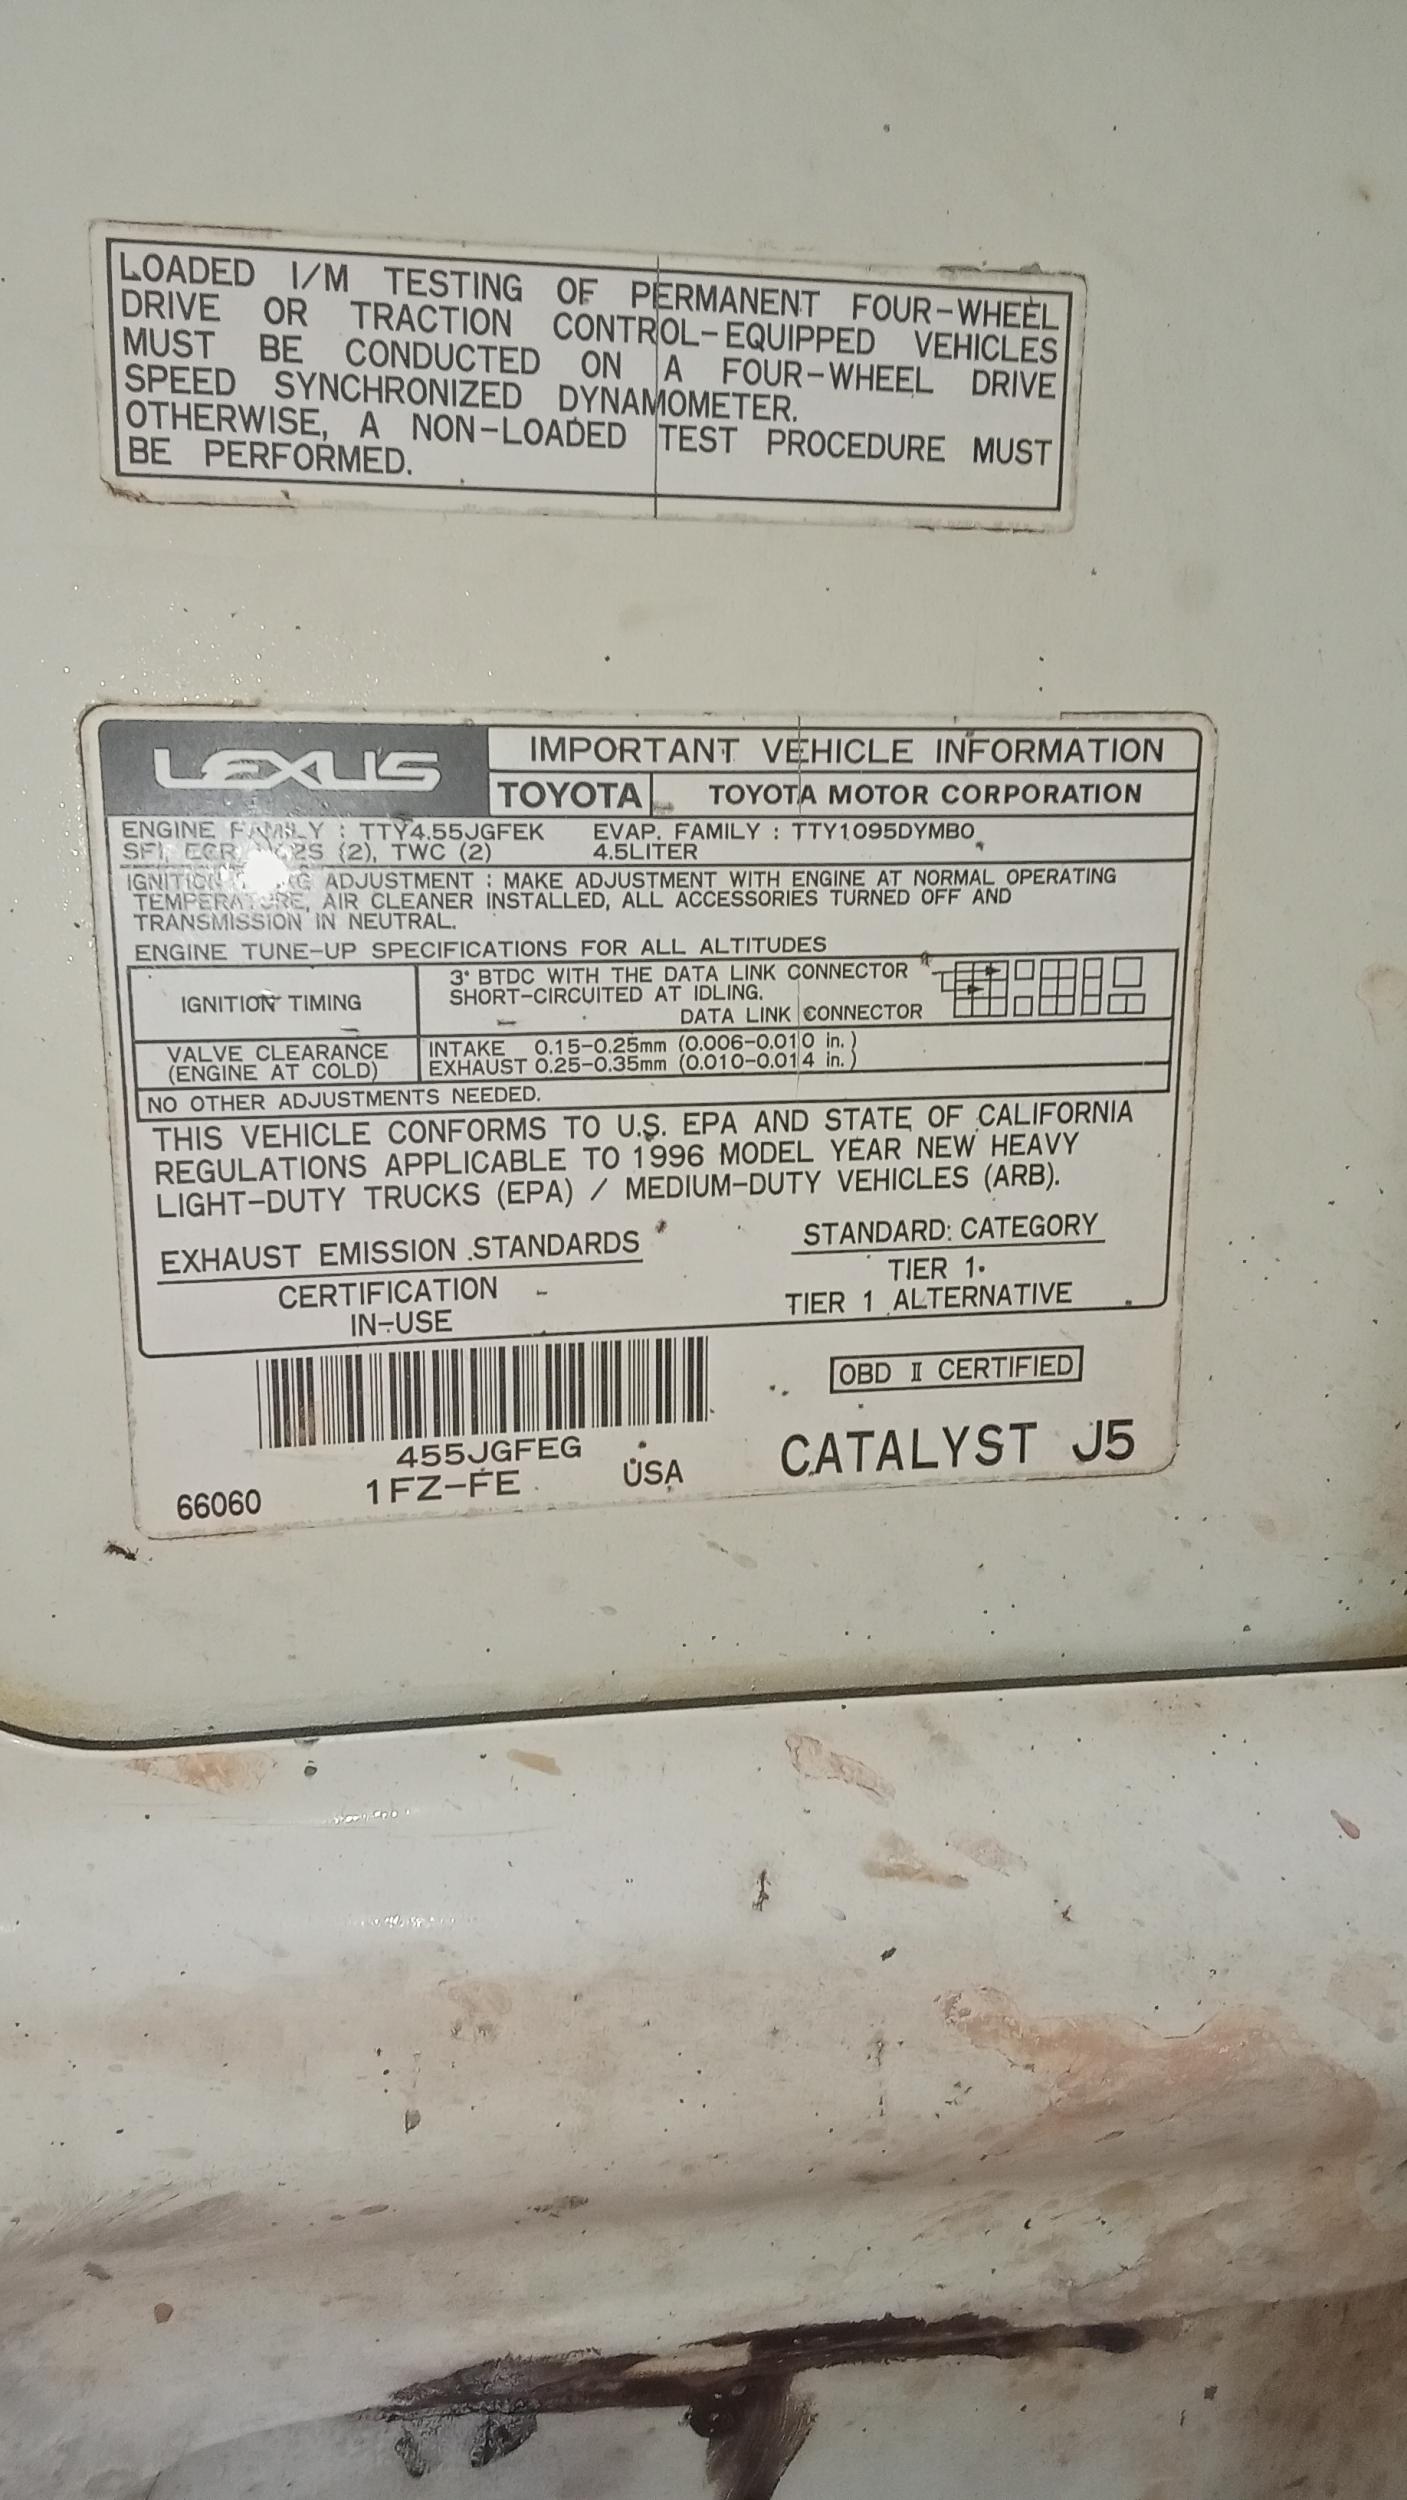 LOADED I/M TESTING OF PERMANENT FOUR-WHEEL
DRIVE OR TRACTION CONTROL-EQUIPPED VEHICLES
MUST BE CONDUCTED ON A FOUR-WHEEL DRIVE
SPEED SYNCHRONIZED DYNAMOMETER.
OTHERWISE, A NON-LOADED TEST PROCEDURE MUST
BE PERFORMED.
LEXUS
IMPORTANT VEHICLE INFORMATION
TOYOTA TOYOTA MOTOR CORPORATION
ENGINE FAMILY : TTY4.55JGFEK EVAP. FAMILY : TTY1095DYMB0
SFI, EGR, (2), TWC (2) 4.5LITER
IGNITION ADJUSTMENT : MAKE ADJUSTMENT WITH ENGINE AT NORMAL OPERATING
TEMPERATURE, AIR CLEANER INSTALLED, ALL ACCESSORIES TURNED OFF AND
TRANSMISSION IN NEUTRAL.
ENGINE TUNE-UP SPECIFICATIONS FOR ALL ALTITUDES
IGNITION TIMING
3° BTDC WITH THE DATA LINK CONNECTOR
SHORT-CIRCUITED AT IDLING.
DATA LINK CONNECTOR
VALVE CLEARANCE
(ENGINE AT COLD)
INTAKE 0.15-0.25mm (0.006-0.010 in.)
EXHAUST 0.25-0.35mm (0.010-0.014 in.)
NO OTHER ADJUSTMENTS NEEDED.
THIS VEHICLE CONFORMS TO U.S. EPA AND STATE OF CALIFORNIA
REGULATIONS APPLICABLE TO 1996 MODEL YEAR NEW HEAVY
LIGHT-DUTY TRUCKS (EPA) / MEDIUM-DUTY VEHICLES (ARB).
EXHAUST EMISSION STANDARDS STANDARD: CATEGORY
CERTIFICATION TIER 1
IN-USE TIER 1 ALTERNATIVE
OBD II CERTIFIED
455JGFEG
66060 1FZ-FE USA CATALYST J5